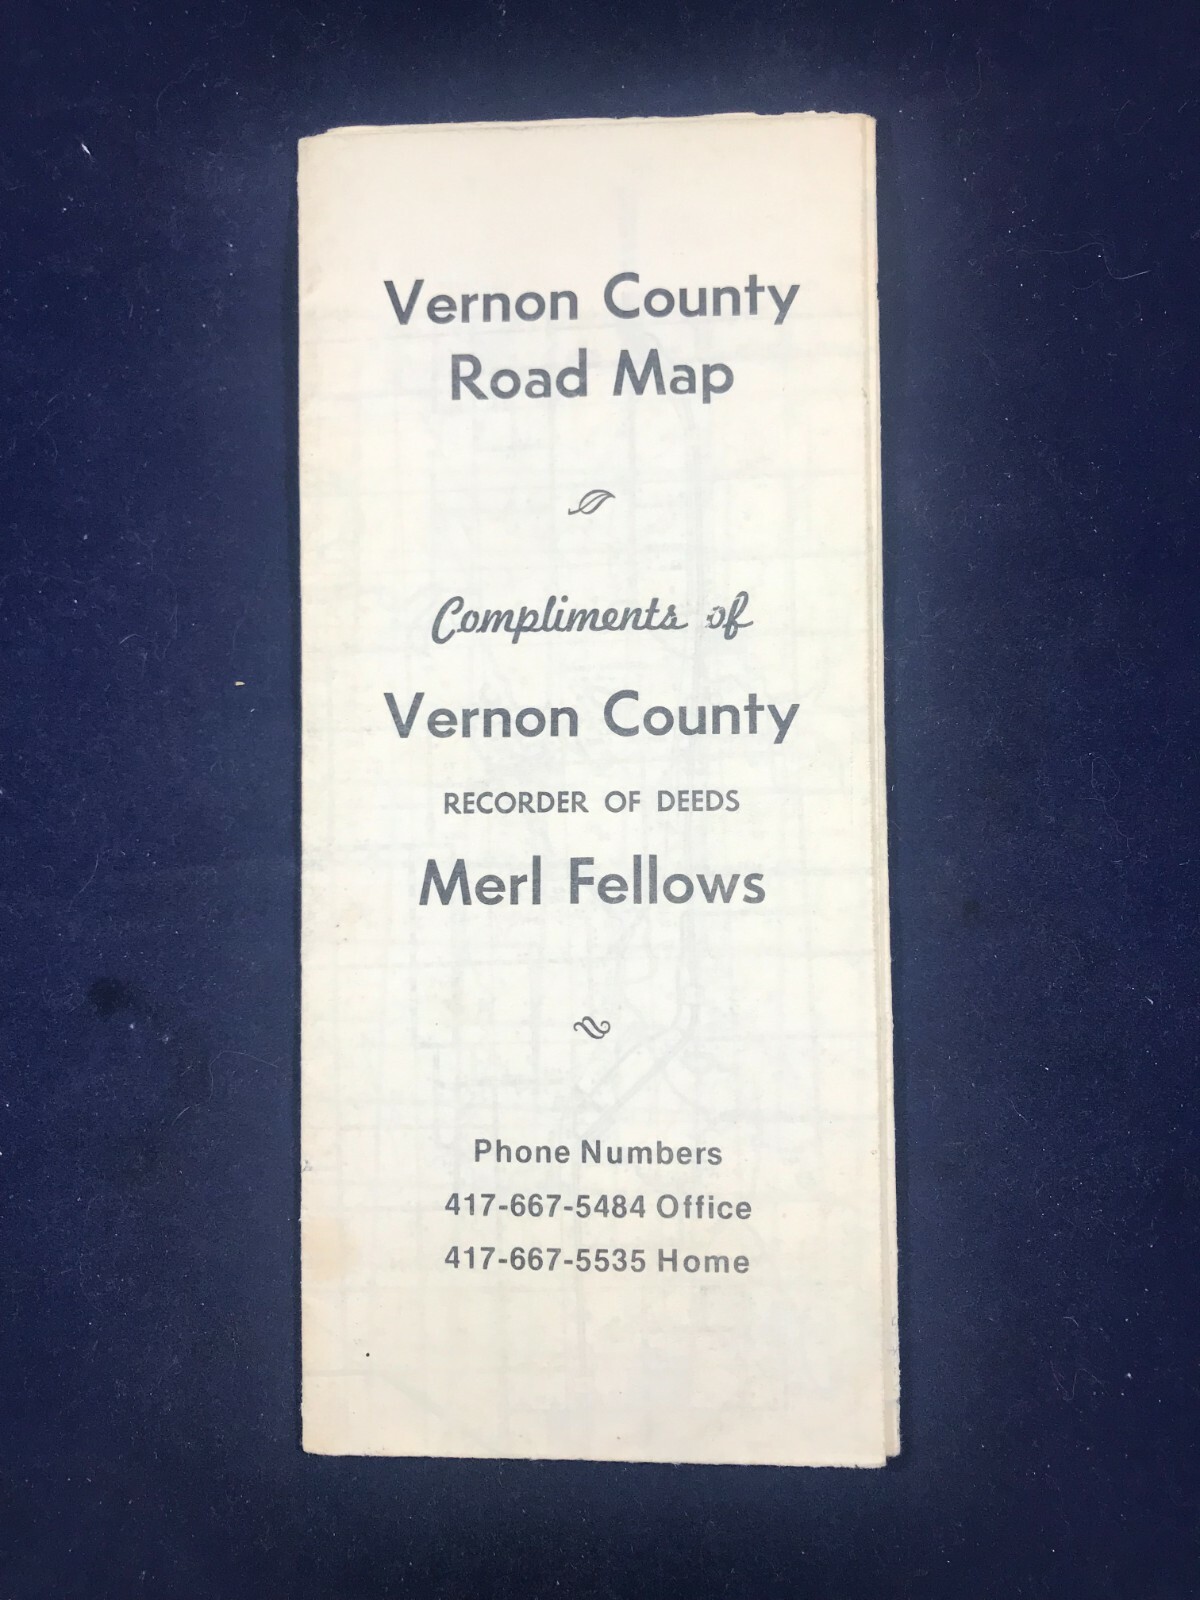 Vernon County
Road Map
Compliments of
Vernon County
RECORDER OF DEEDS
Merl Fellows
Phone Numbers
417-667-5484 Office
417-667-5535 Home